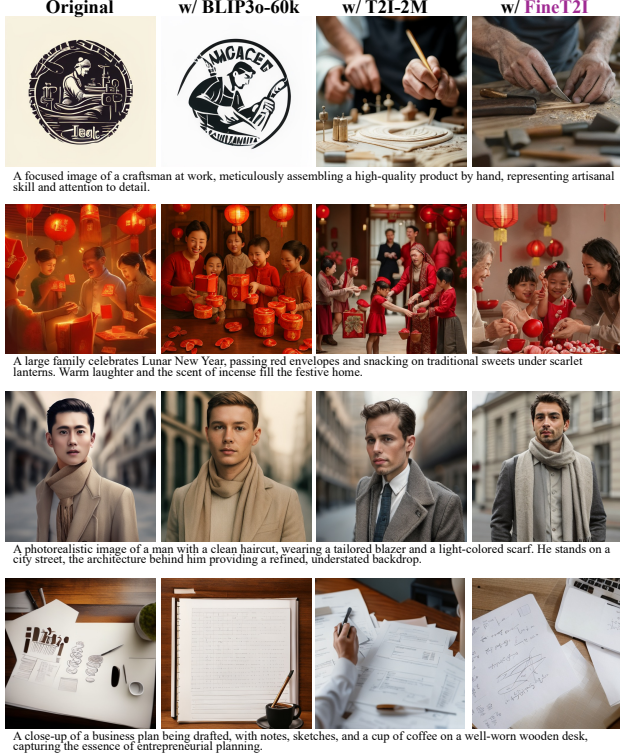 Original w/ BLIP3o-60k w/ T2I-2M w/ FineT2I
A focused image of a craftsman at work, meticulously assembling a high-quality product by hand, representing artisanal
skill and attention to detail.
A large family celebrates Lunar New Year, passing red envelopes and snacking on traditional sweets under scarlet
lanterns. Warm laughter and the scent of incense fill the festive home.
A photorealistic image of a man with a clean haircut, wearing a tailored blazer and a light-colored scarf. He stands on a
city street, the architecture behind him providing a refined, understated backdrop.
A close-up of a business plan being drafted, with notes, sketches, and a cup of coffee on a well-worn wooden desk,
capturing the essence of entrepreneurial planning.